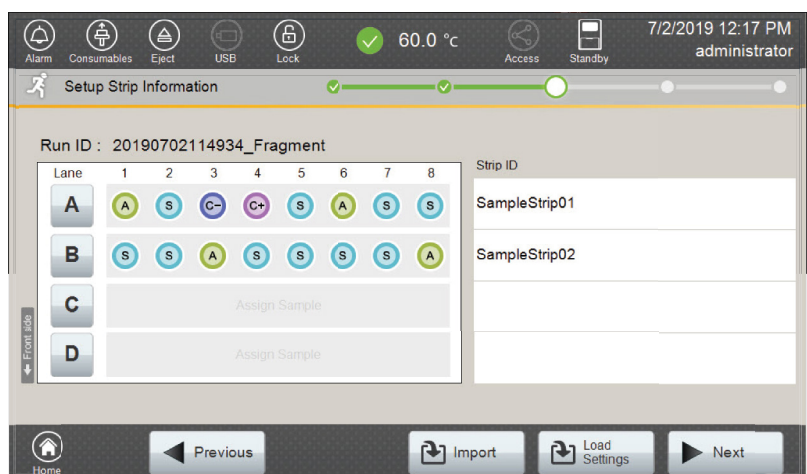 7/2/2019 12:17 PM
60.0 °c
administrator
Alarm Consumables Eject USB Lock Access Standby
Setup Strip Information
Run ID : 20190702114934_Fragment
Strip ID
Lane 1 2 3 4 5 6 7 8
A A S C- C+ S A S S SampleStrip01
B S S A S S S S A SampleStrip02
C Assign Sample
D Assign Sample
Front side
Home Previous Import Load Settings Next